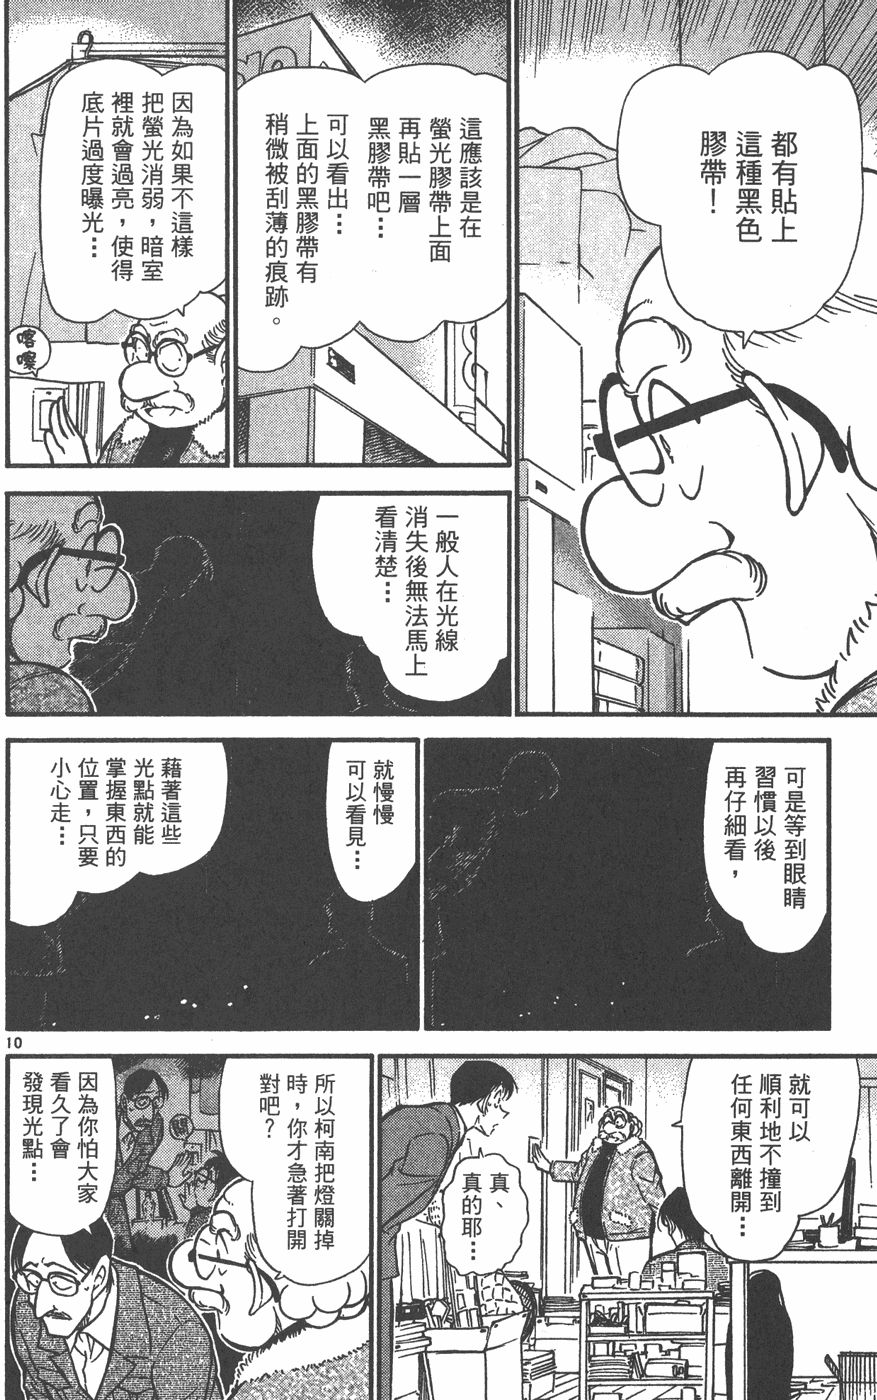 都有貼上
這種黑色
膠帶！
這應該是在
螢光膠帶上面
再貼一層
黑膠帶吧…
可以看出…
上面的黑膠帶有
稍微被刮薄的痕跡。
因為如果不這樣
把螢光消弱，暗室
裡就會過亮，使得
底片過度曝光…
喀嚓
一般人在光線
消失後無法馬上
看清楚…
可是等到眼睛
習慣以後
再仔細看，
就慢慢
可以看見…
藉著這些
光點就能
掌握東西的
位置，只要
小心走…
10
就可以
順利地不撞到
任何東西離開…
真、
真的耶…
所以柯南把燈關掉
時，你才急著打開
對吧？
因為你怕大家
看久了會
發現光點…